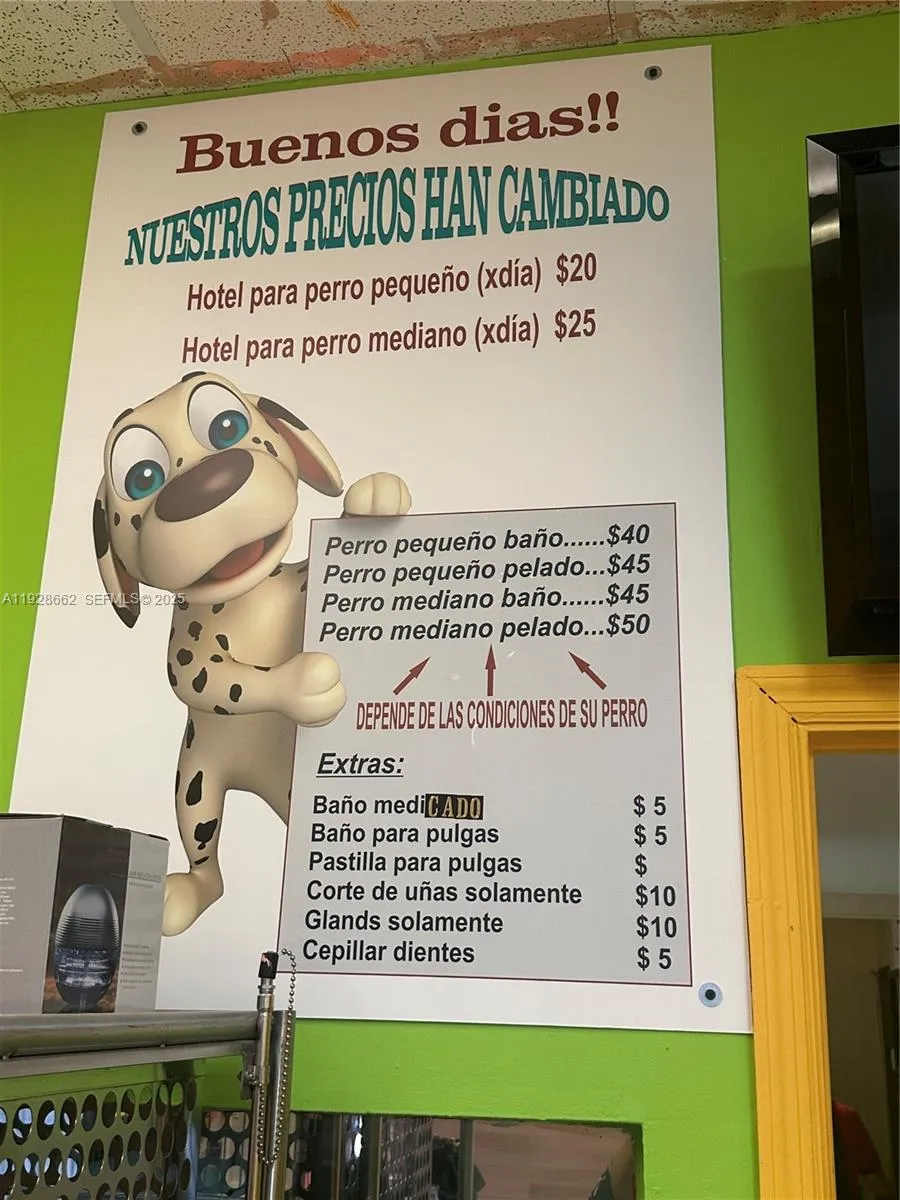 Buenos dias!!
NUESTROS PRECIOS HAN CAMBIADO
Hotel para perro pequeño (xdía) $20
Hotel para perro mediano (xdía) $25
Perro pequeño baño......$40
Perro pequeño pelado...$45
Perro mediano baño......$45
Perro mediano pelado...$50
DEPENDE DE LAS CONDICIONES DE SU PERRO
Extras:
Baño mediCADO $ 5
Baño para pulgas $ 5
Pastilla para pulgas $
Corte de uñas solamente $10
Glands solamente $10
Cepillar dientes $ 5
A11928662 SEFMLS© 2025